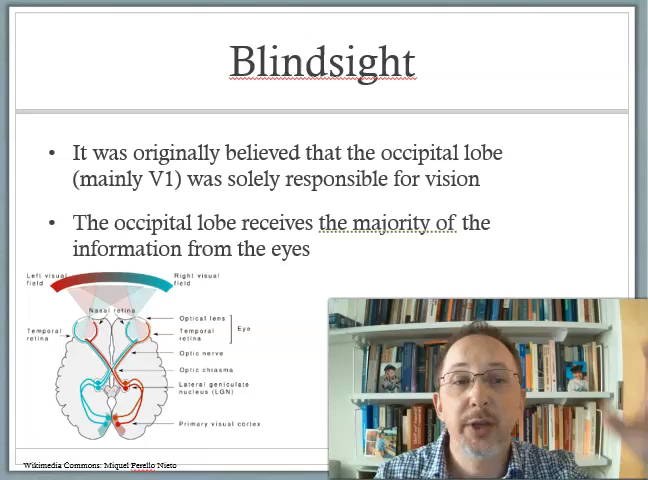 Blindsight
• It was originally believed that the occipital lobe
(mainly V1) was solely responsible for vision
• The occipital lobe receives the majority of the
information from the eyes
Left visual
field
Right visual
field
Nasal retina
Temporal
retina
Optical lens
Temporal
retina
Eye
Optic nerve
Optic chiasma
Lateral geniculate
nucleus (LGN)
Primary visual cortex
Wikimedia Commons: Miquel Perello Nieto